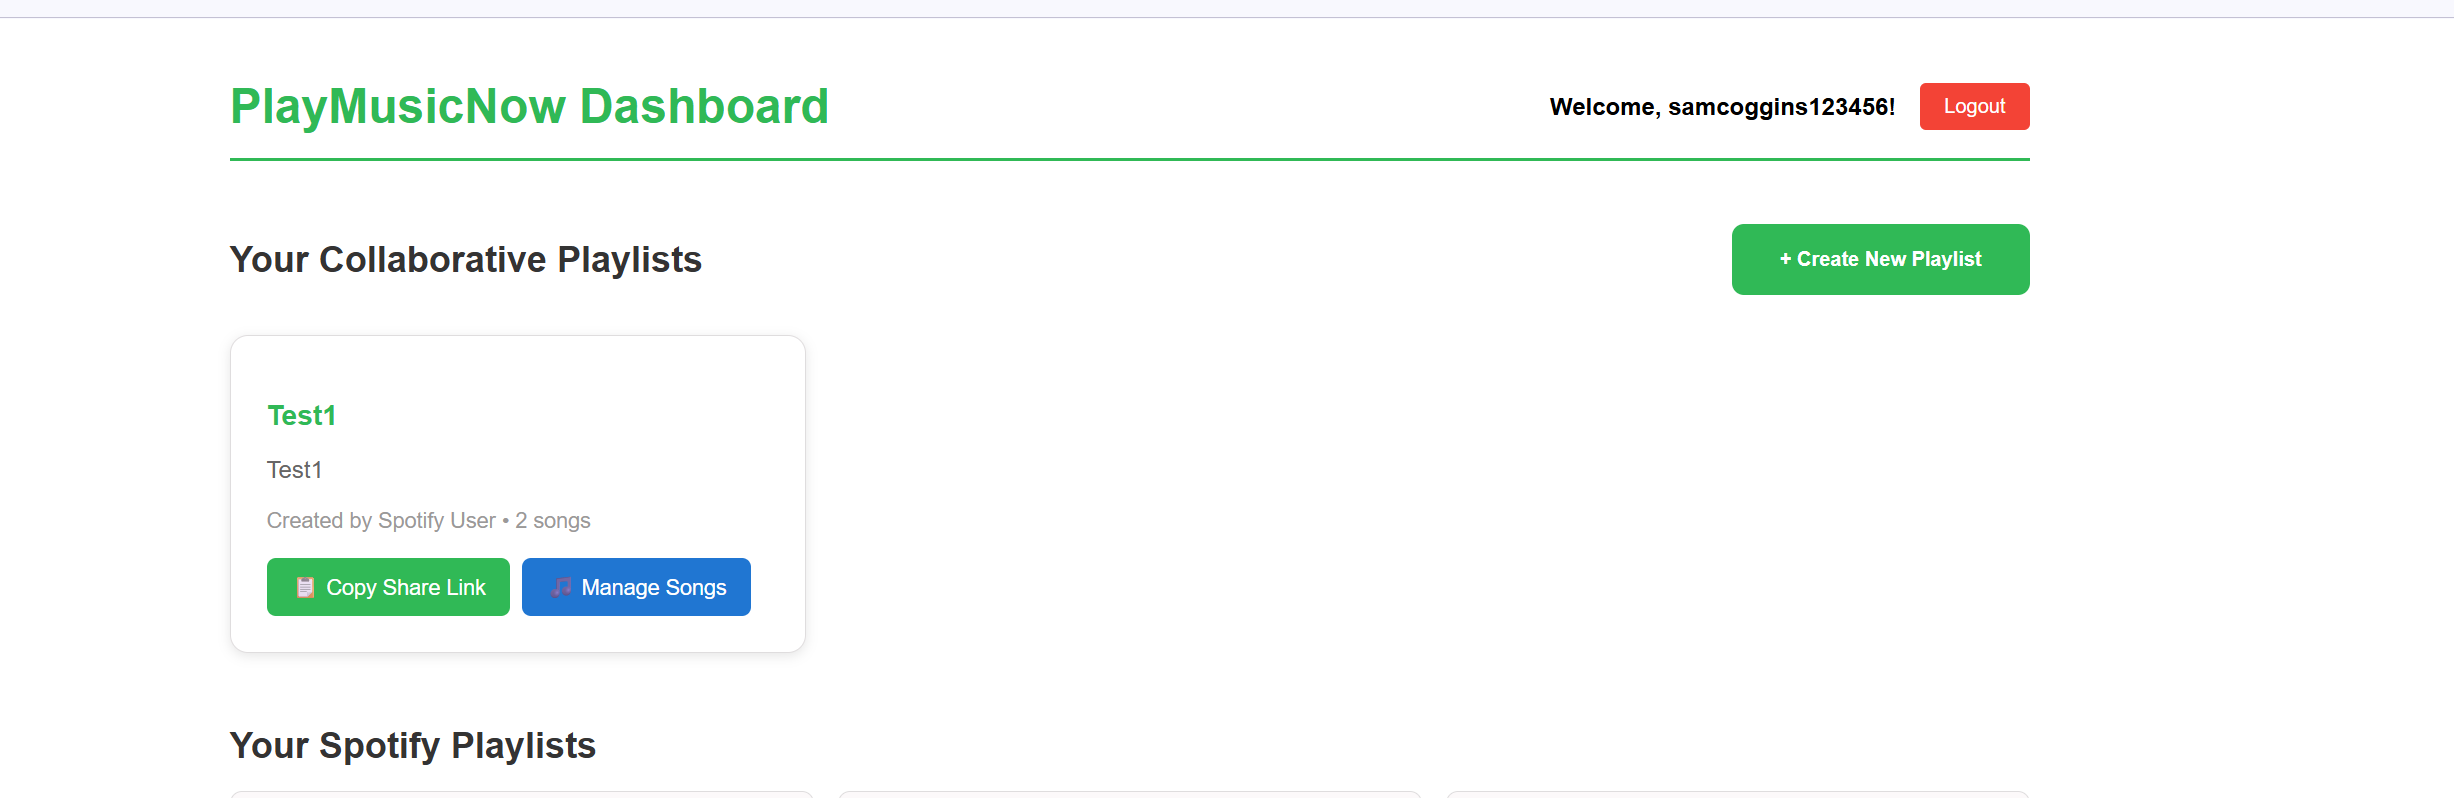 PlayMusicNow Dashboard
Welcome, samcoggins123456!
Logout
Your Collaborative Playlists
+ Create New Playlist
Test1
Test1
Created by Spotify User • 2 songs
📋 Copy Share Link
🎵 Manage Songs
Your Spotify Playlists